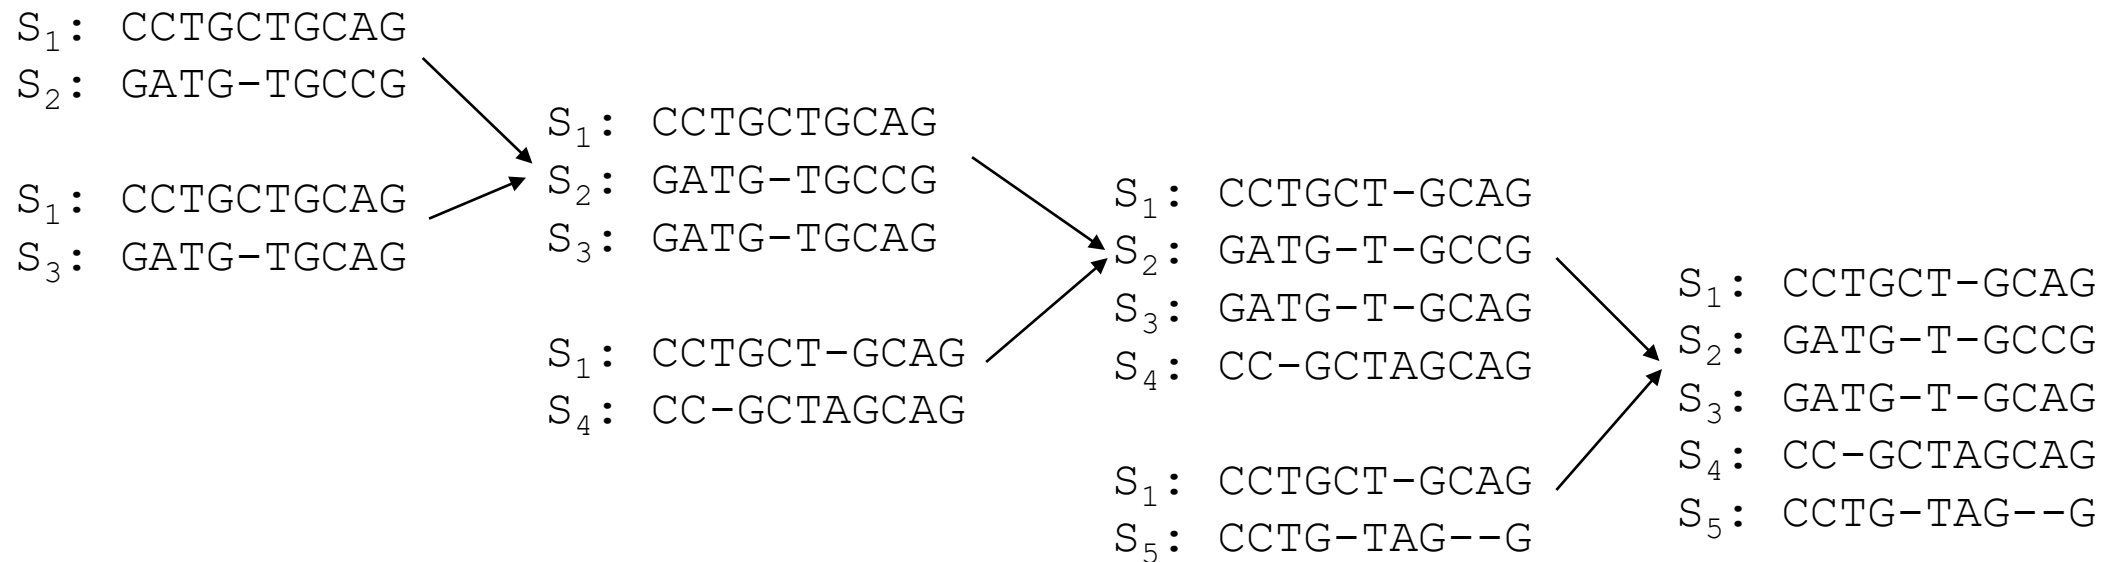 S₁: CCTGCTGCAG
S₂: GATG-TGCCG
S₁: CCTGCTGCAG
S₃: GATG-TGCAG
S₁: CCTGCTGCAG
S₂: GATG-TGCCG
S₃: GATG-TGCAG
S₁: CCTGCT-GCAG
S₄: CC-GCTAGCAG
S₁: CCTGCT-GCAG
S₂: GATG-T-GCCG
S₃: GATG-T-GCAG
S₄: CC-GCTAGCAG
S₁: CCTGCT-GCAG
S₅: CCTG-TAG--G
S₁: CCTGCT-GCAG
S₂: GATG-T-GCCG
S₃: GATG-T-GCAG
S₄: CC-GCTAGCAG
S₅: CCTG-TAG--G